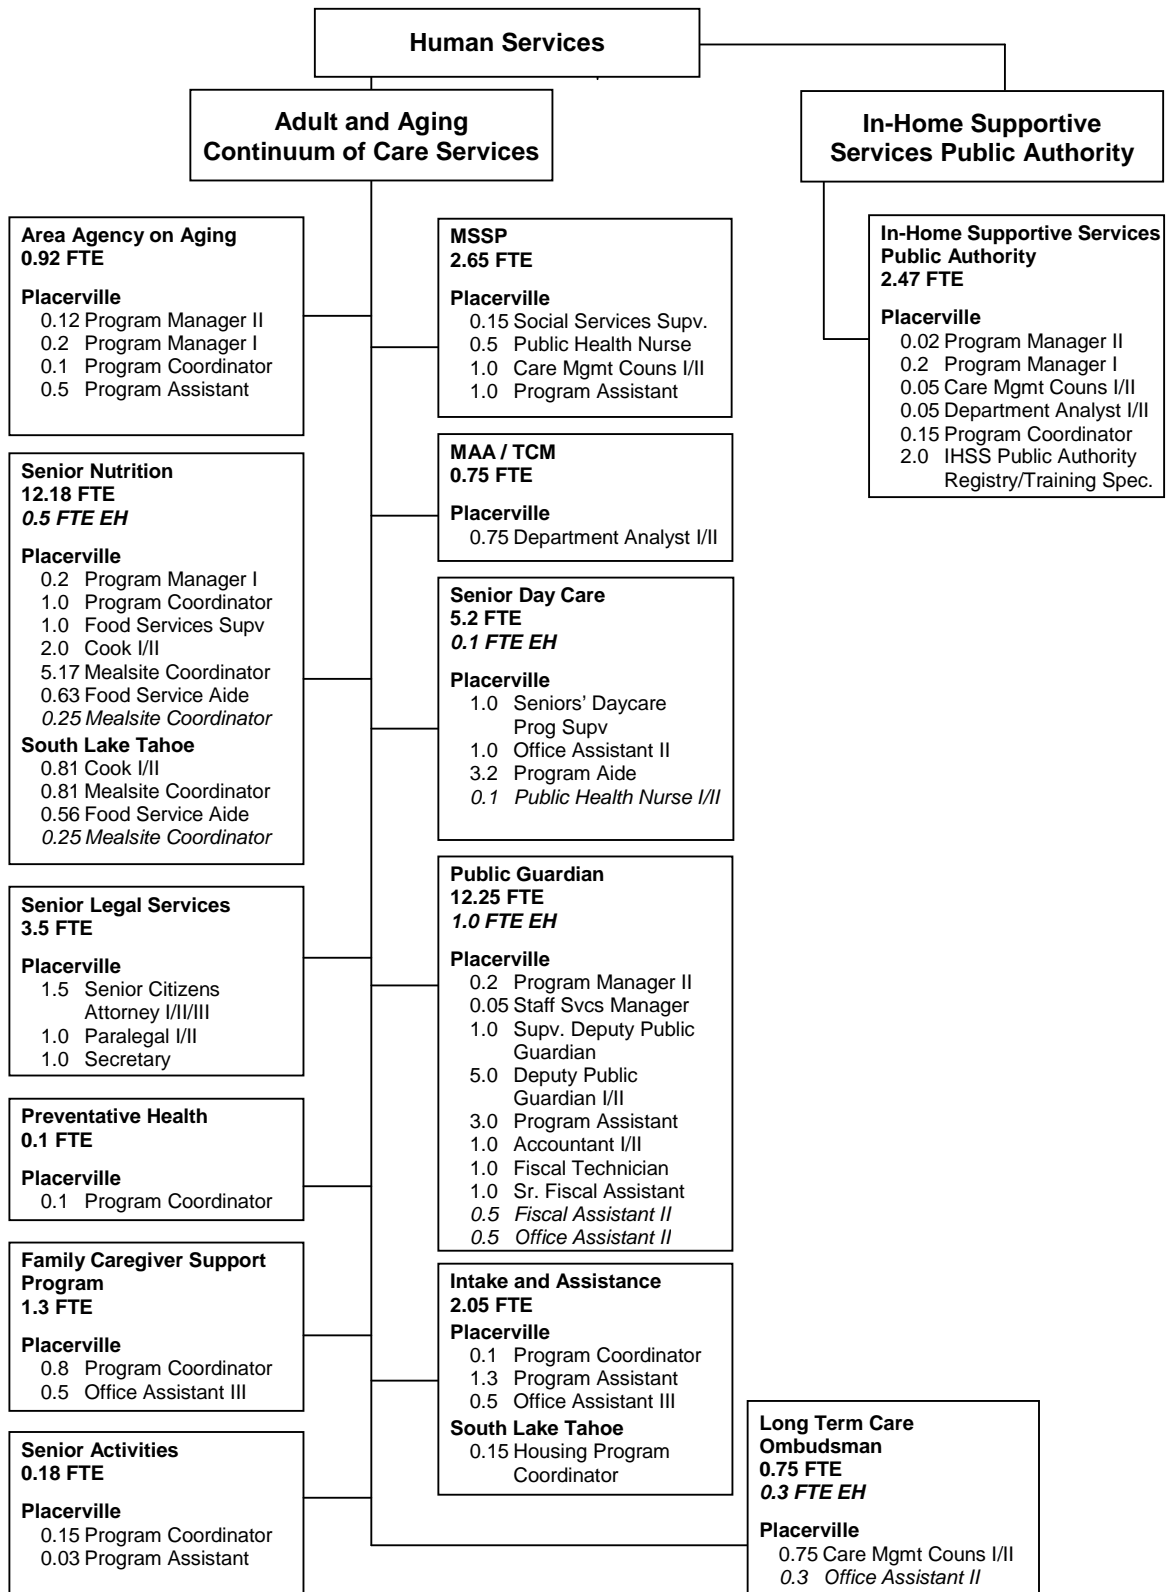 Human Services
Adult and Aging
Continuum of Care Services
In-Home Supportive
Services Public Authority
Area Agency on Aging
0.92 FTE
Placerville
0.12 Program Manager II
0.2 Program Manager I
0.1 Program Coordinator
0.5 Program Assistant
Senior Nutrition
12.18 FTE
0.5 FTE EH
Placerville
0.2 Program Manager I
1.0 Program Coordinator
1.0 Food Services Supv
2.0 Cook I/II
5.17 Mealsite Coordinator
0.63 Food Service Aide
0.25 Mealsite Coordinator
South Lake Tahoe
0.81 Cook I/II
0.81 Mealsite Coordinator
0.56 Food Service Aide
0.25 Mealsite Coordinator
Senior Legal Services
3.5 FTE
Placerville
1.5 Senior Citizens
Attorney I/II/III
1.0 Paralegal I/II
1.0 Secretary
Preventative Health
0.1 FTE
Placerville
0.1 Program Coordinator
Family Caregiver Support
Program
1.3 FTE
Placerville
0.8 Program Coordinator
0.5 Office Assistant III
Senior Activities
0.18 FTE
Placerville
0.15 Program Coordinator
0.03 Program Assistant
MSSP
2.65 FTE
Placerville
0.15 Social Services Supv.
0.5 Public Health Nurse
1.0 Care Mgmt Couns I/II
1.0 Program Assistant
MAA / TCM
0.75 FTE
Placerville
0.75 Department Analyst I/II
Senior Day Care
5.2 FTE
0.1 FTE EH
Placerville
1.0 Seniors' Daycare
Prog Supv
1.0 Office Assistant II
3.2 Program Aide
0.1 Public Health Nurse I/II
Public Guardian
12.25 FTE
1.0 FTE EH
Placerville
0.2 Program Manager II
0.05 Staff Svcs Manager
1.0 Supv. Deputy Public
Guardian
5.0 Deputy Public
Guardian I/II
3.0 Program Assistant
1.0 Accountant I/II
1.0 Fiscal Technician
1.0 Sr. Fiscal Assistant
0.5 Fiscal Assistant II
0.5 Office Assistant II
Intake and Assistance
2.05 FTE
Placerville
0.1 Program Coordinator
1.3 Program Assistant
0.5 Office Assistant III
South Lake Tahoe
0.15 Housing Program
Coordinator
In-Home Supportive Services
Public Authority
2.47 FTE
Placerville
0.02 Program Manager II
0.2 Program Manager I
0.05 Care Mgmt Couns I/II
0.05 Department Analyst I/II
0.15 Program Coordinator
2.0 IHSS Public Authority
Registry/Training Spec.
Long Term Care
Ombudsman
0.75 FTE
0.3 FTE EH
Placerville
0.75 Care Mgmt Couns I/II
0.3 Office Assistant II